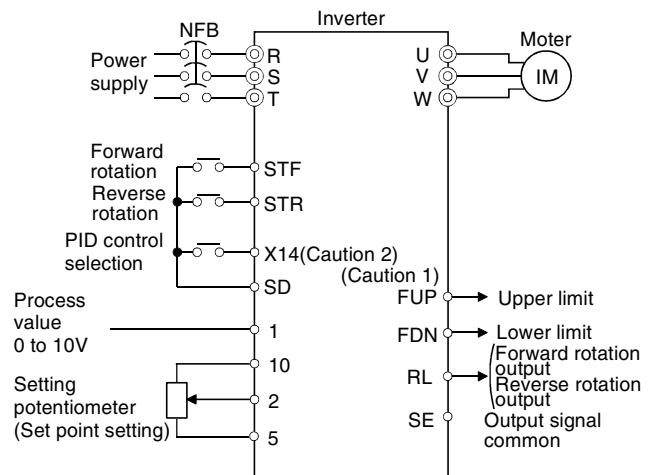 Inverter
NFB
Moter
Power
supply
R
S
T
U
V
W
IM
Forward
rotation
STF
Reverse
rotation
STR
PID control
selection
X14(Caution 2)
(Caution 1)
SD
FUP
Upper limit
Process
value
0 to 10V
1
FDN
Lower limit
10
RL
Forward rotation
output
Reverse rotation
output
Setting
potentiometer
(Set point setting)
2
5
SE
Output signal
common